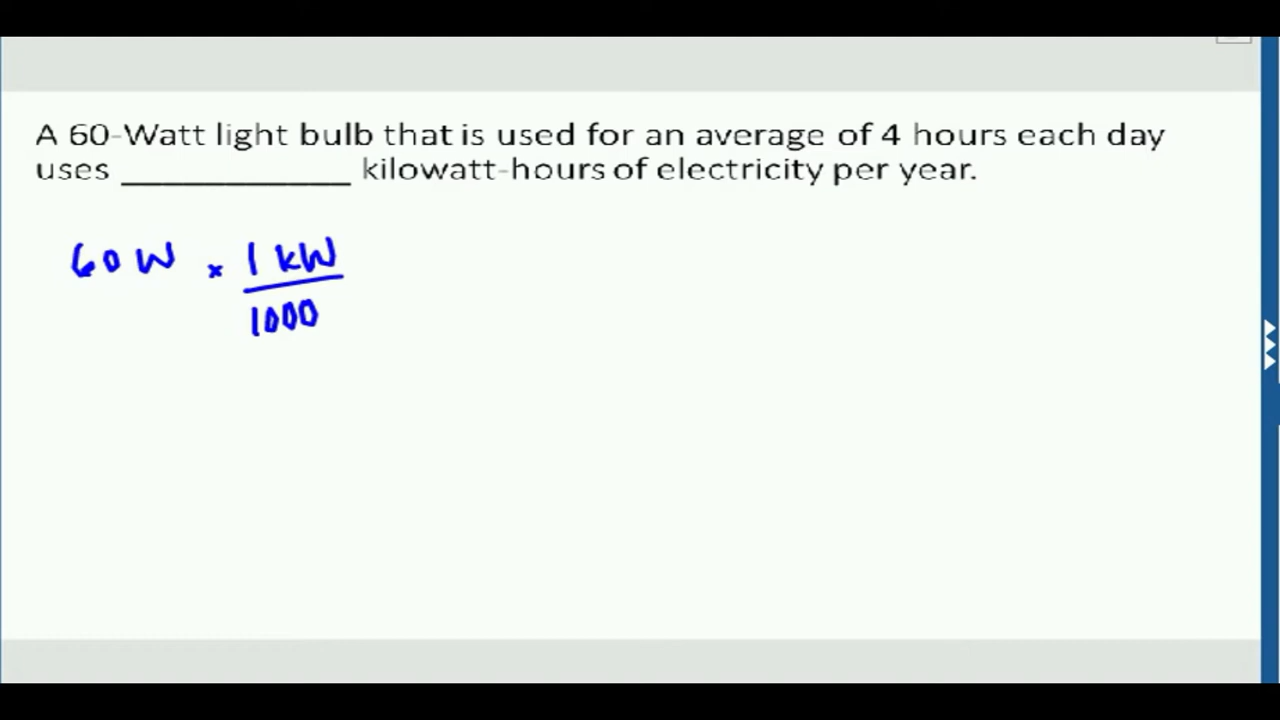 A 60-Watt light bulb that is used for an average of 4 hours each day
uses ____________ kilowatt-hours of electricity per year.
60 W × 1 kW
1000